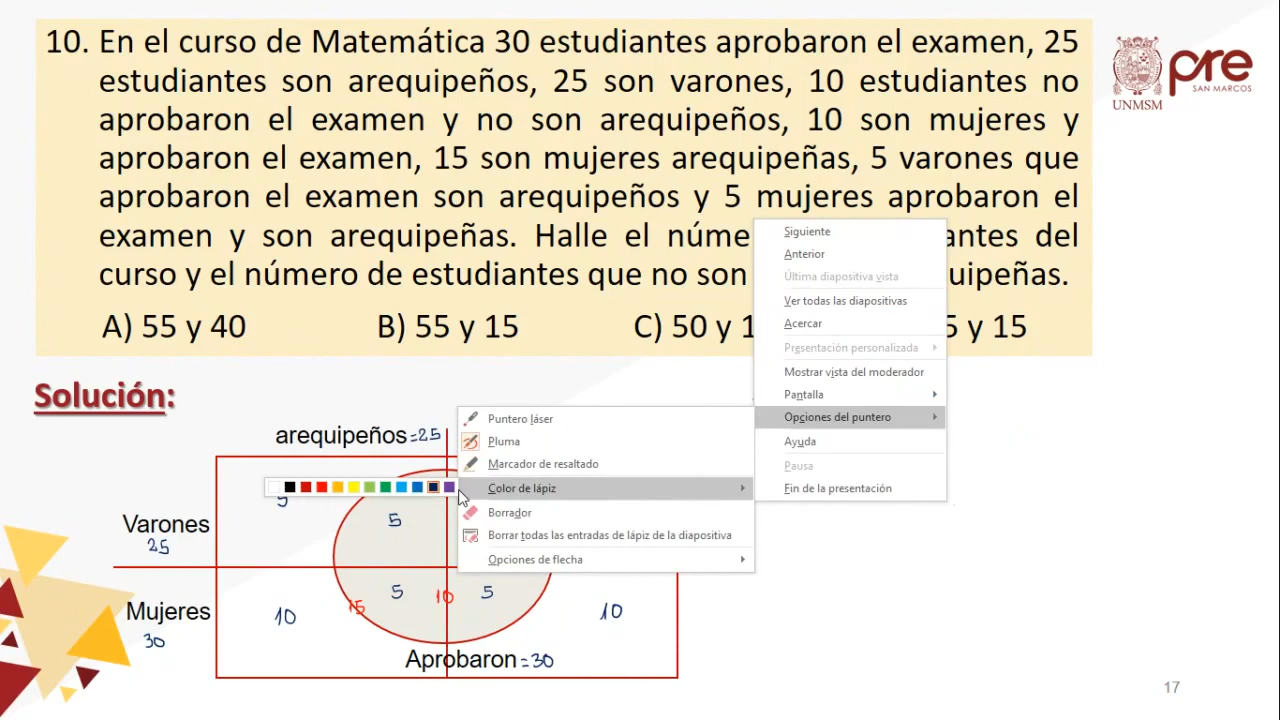 10. En el curso de Matemática 30 estudiantes aprobaron el examen, 25
estudiantes son arequipeños, 25 son varones, 10 estudiantes no
aprobaron el examen y no son arequipeños, 10 son mujeres y
aprobaron el examen, 15 son mujeres arequipeñas, 5 varones que
aprobaron el examen son arequipeños y 5 mujeres aprobaron el
examen y son arequipeñas. Halle el núme antes del
curso y el número de estudiantes que no son quipeñas.
A) 55 y 40 B) 55 y 15 C) 50 y 1 5 y 15
pre
SAN MARCOS
UNMSM
Siguiente
Anterior
Última diapositiva vista
Ver todas las diapositivas
Acercar
Presentación personalizada
Mostrar vista del moderador
Pantalla
Opciones del puntero
Ayuda
Pausa
Fin de la presentación
Solución:
Puntero láser
Pluma
Marcador de resaltado
Color de lápiz
Borrador
Borrar todas las entradas de lápiz de la diapositiva
Opciones de flecha
arequipeños =25
5
Varones
25
5
Mujeres
30
10
15
5
10
5
10
Aprobaron =30
17